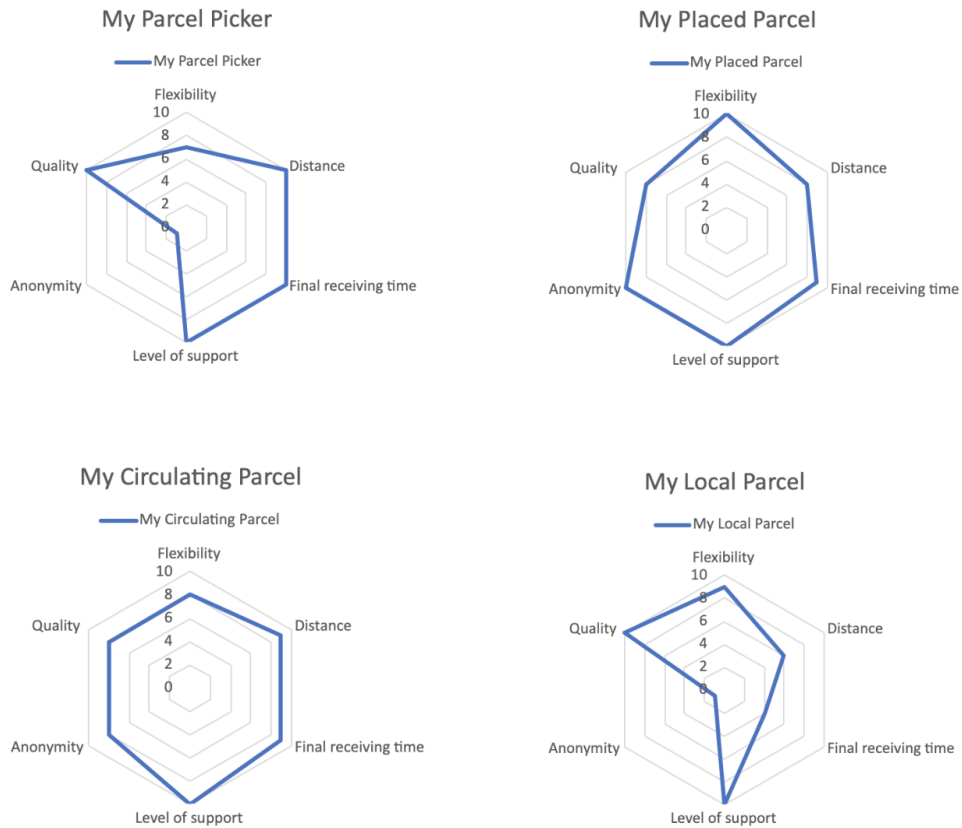 My Parcel Picker
My Parcel Picker
Flexibility
10
8
6
4
2
0
Distance
Final receiving time
Level of support
Anonymity
Quality
My Placed Parcel
My Placed Parcel
Flexibility
10
8
6
4
2
0
Distance
Final receiving time
Level of support
Anonymity
Quality
My Circulating Parcel
My Circulating Parcel
Flexibility
10
8
6
4
2
0
Distance
Final receiving time
Level of support
Anonymity
Quality
My Local Parcel
My Local Parcel
Flexibility
10
8
6
4
2
0
Distance
Final receiving time
Level of support
Anonymity
Quality